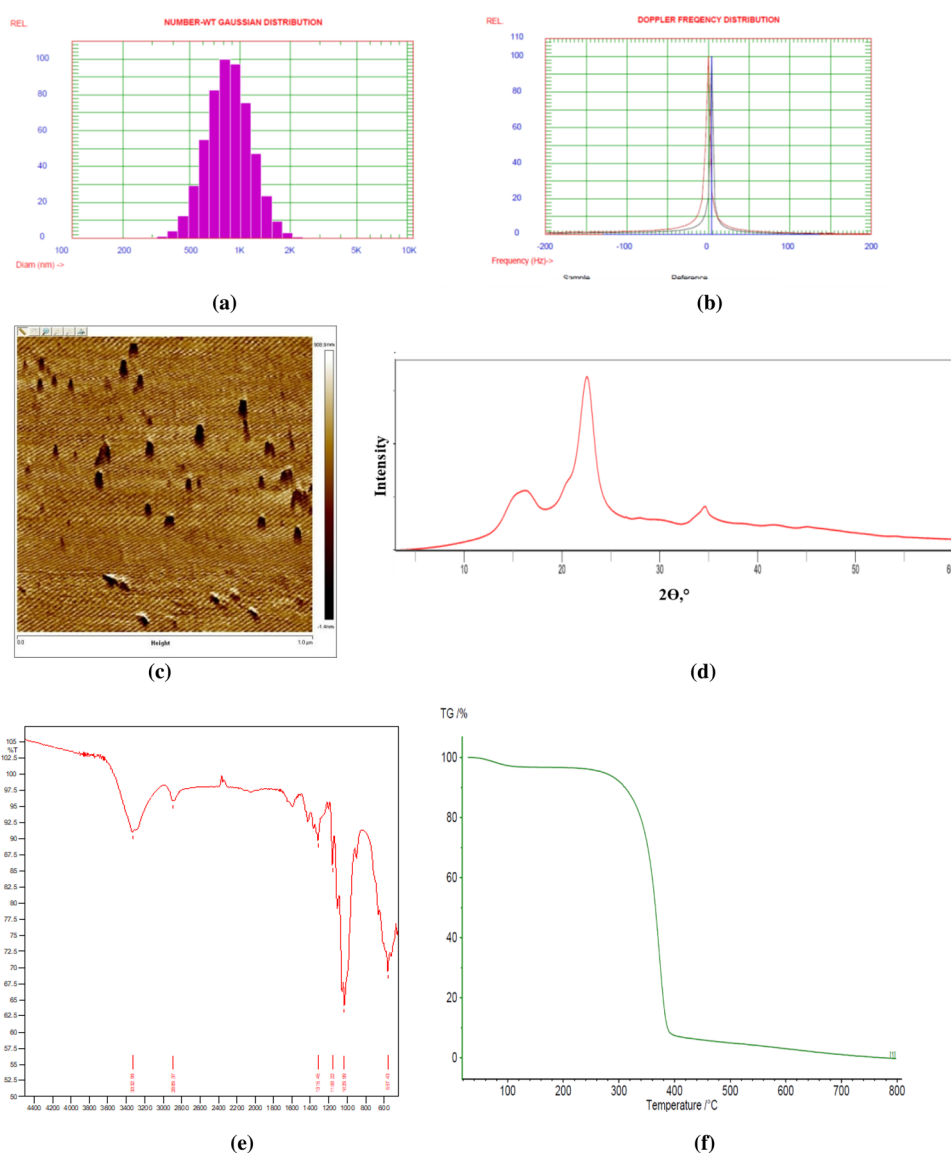 REL. NUMBER-WT GAUSSIAN DISTRIBUTION
100
80
60
40
20
0
100 200 500 1K 2K 5K 10K
Diam (nm) ->
(a)
REL. DOPPLER FREQENCY DISTRIBUTION
110
100
80
60
40
20
0
-200 -100 0 100 200
Frequency (Hz)->
Sample Reference
(b)
-1.4nm
0.0 Height 1.0 µm
(c)
Intensity
10 20 30 40 50 60
2Θ,°
(d)
105
%T
102.5
100
97.5
95
92.5
90
87.5
85
82.5
80
77.5
75
72.5
70
67.5
65
62.5
60
57.5
55
52.5
50
4400 4000 3600 3200 2800 2400 2000 1800 1600 1400 1200 1000 800 600
(e)
TG /%
100
80
60
40
20
0
[1]
100 200 300 400 500 600 700 800
Temperature /°C
(f)